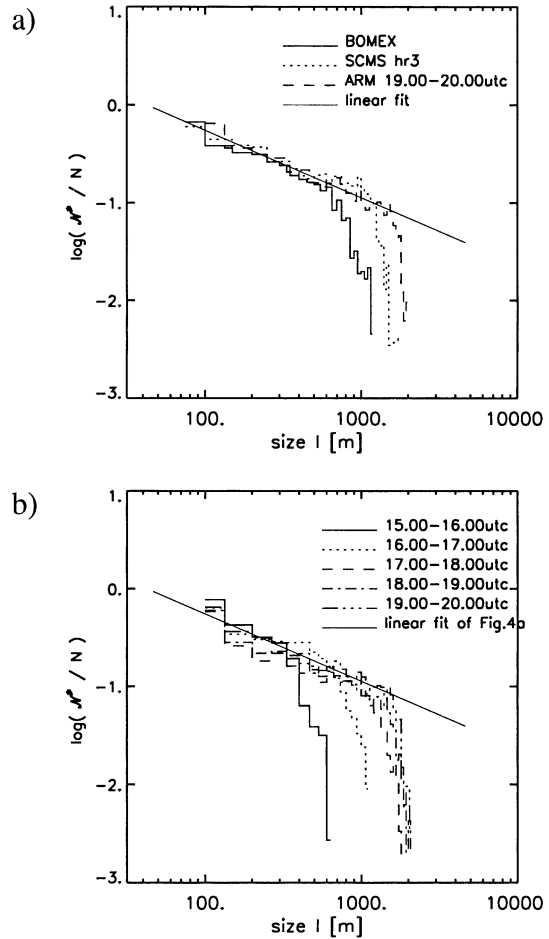 a)
BOMEX
SCMS hr3
ARM 19.00−20.00utc
linear fit
1.
0.
−1.
−2.
−3.
log( 𝒩* / N )
100.
1000.
10000
size l [m]
b)
15.00−16.00utc
16.00−17.00utc
17.00−18.00utc
18.00−19.00utc
19.00−20.00utc
linear fit of Fig.4a
1.
0.
−1.
−2.
−3.
log( 𝒩* / N )
100.
1000.
10000
size l [m]